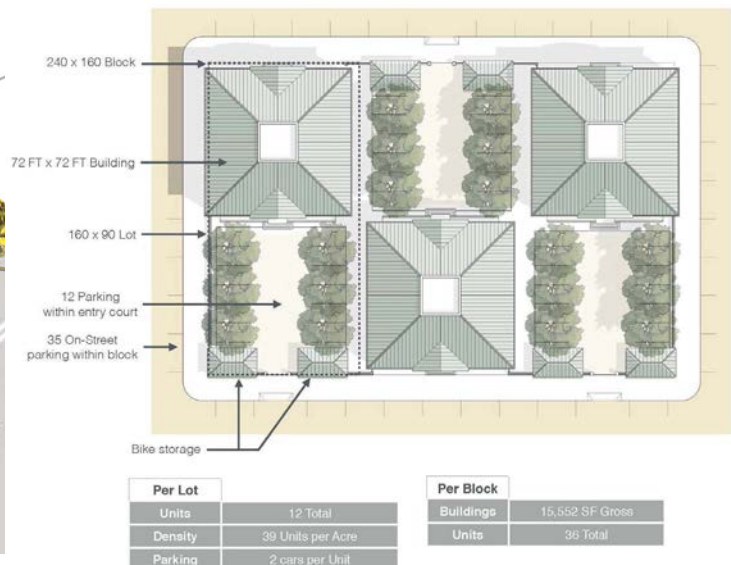 240 x 160 Block
72 FT x 72 FT Building
160 x 90 Lot
12 Parking
within entry court
35 On-Street
parking within block
Bike storage
Per Lot
Units 12 Total
Density 39 Units per Acre
Parking 2 cars per Unit
Per Block
Buildings 15,552 SF Gross
Units 36 Total